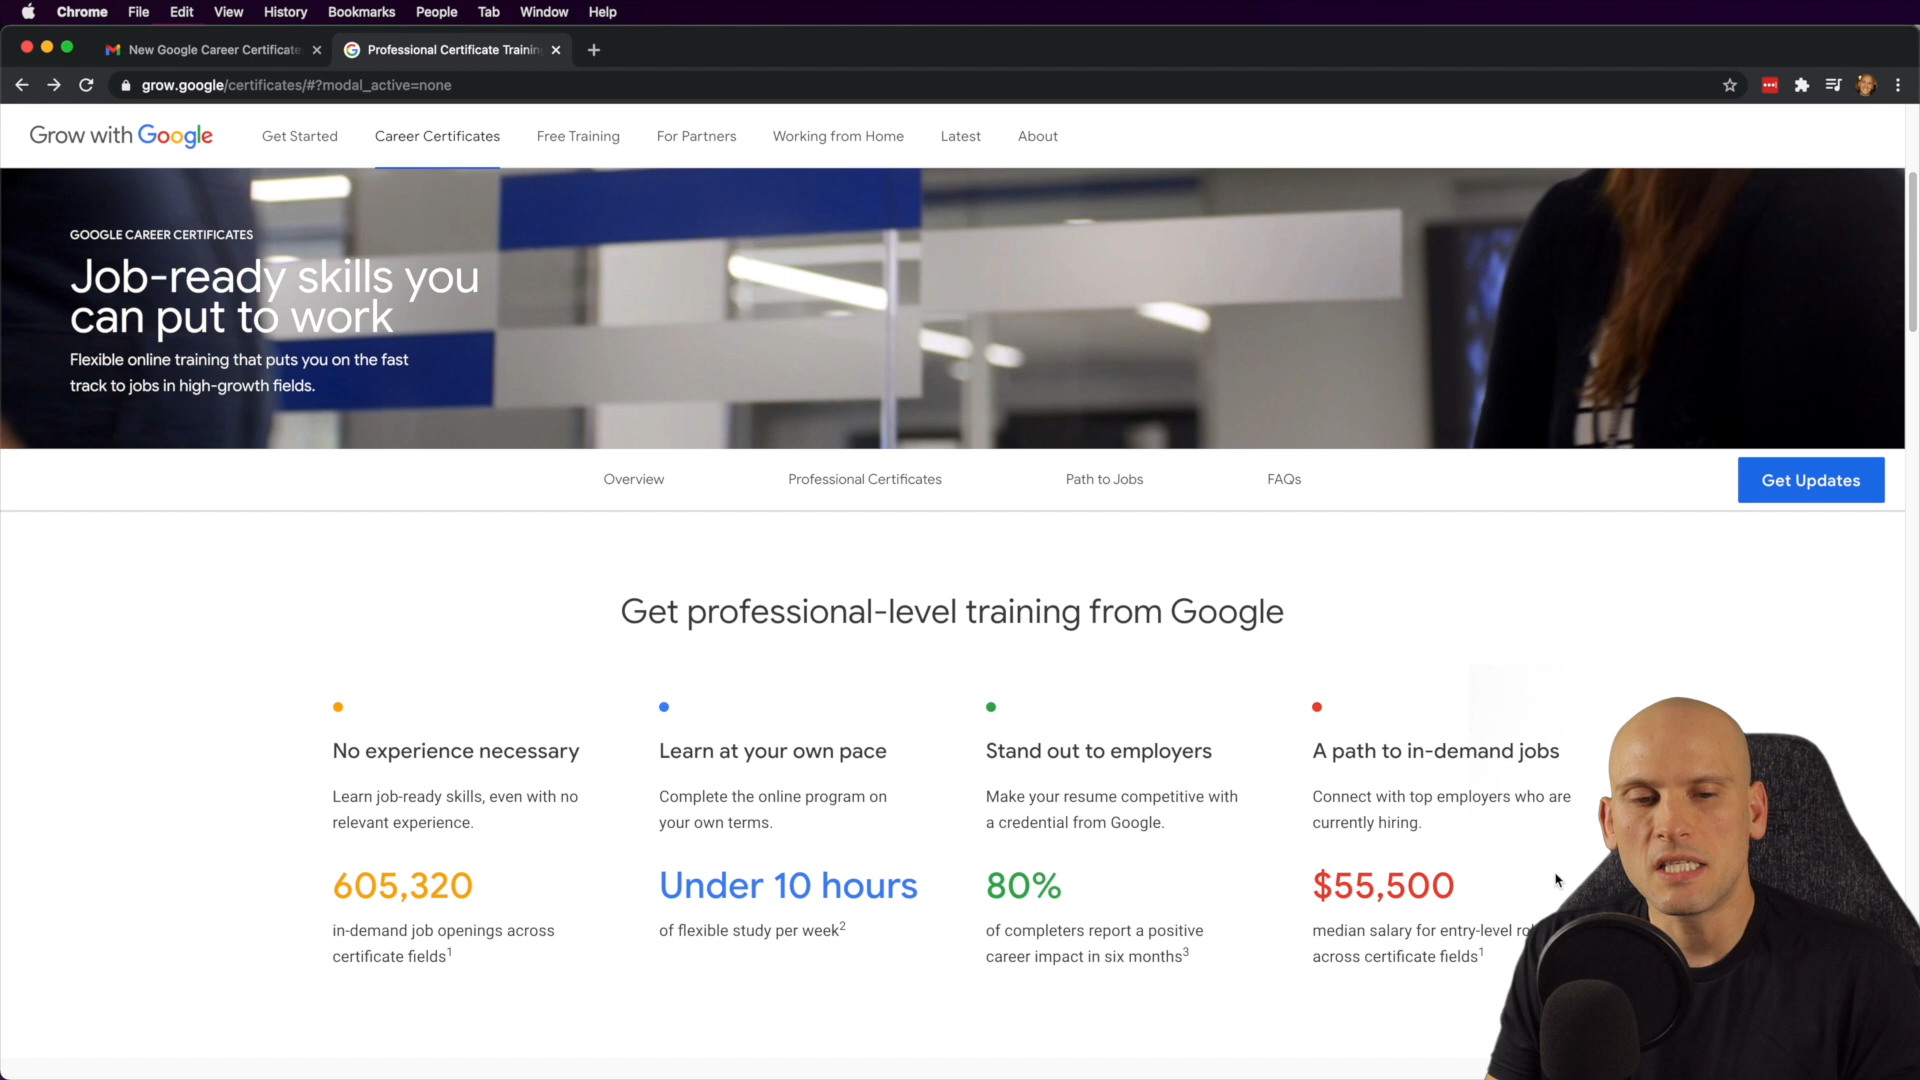 Chrome File Edit View History Bookmarks People Tab Window Help
New Google Career Certificate
Professional Certificate Trainin
grow.google/certificates/#?modal_active=none
Grow with Google
Get Started
Career Certificates
Free Training
For Partners
Working from Home
Latest
About
GOOGLE CAREER CERTIFICATES
Job-ready skills you
can put to work
Flexible online training that puts you on the fast
track to jobs in high-growth fields.
Overview
Professional Certificates
Path to Jobs
FAQs
Get Updates
Get professional-level training from Google
No experience necessary
Learn job-ready skills, even with no
relevant experience.
605,320
in-demand job openings across
certificate fields1
Learn at your own pace
Complete the online program on
your own terms.
Under 10 hours
of flexible study per week2
Stand out to employers
Make your resume competitive with
a credential from Google.
80%
of completers report a positive
career impact in six months3
A path to in-demand jobs
Connect with top employers who are
currently hiring.
$55,500
median salary for entry-level
across certificate fields1